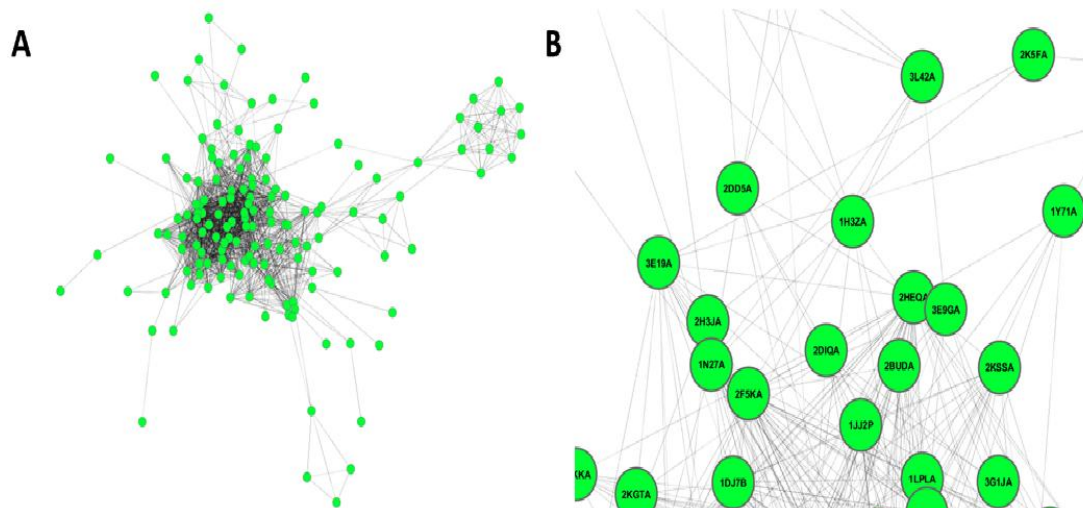 A
B
2K5FA
3L42A
2DD5A
1Y71A
1H3ZA
3E19A
2HEQA
3E9GA
2H3JA
2DIQA
1N27A
2BUDA
2KSSA
2F5KA
1JJ2P
KKA
1DJ7B
1LPLA
3G1JA
2KGTA